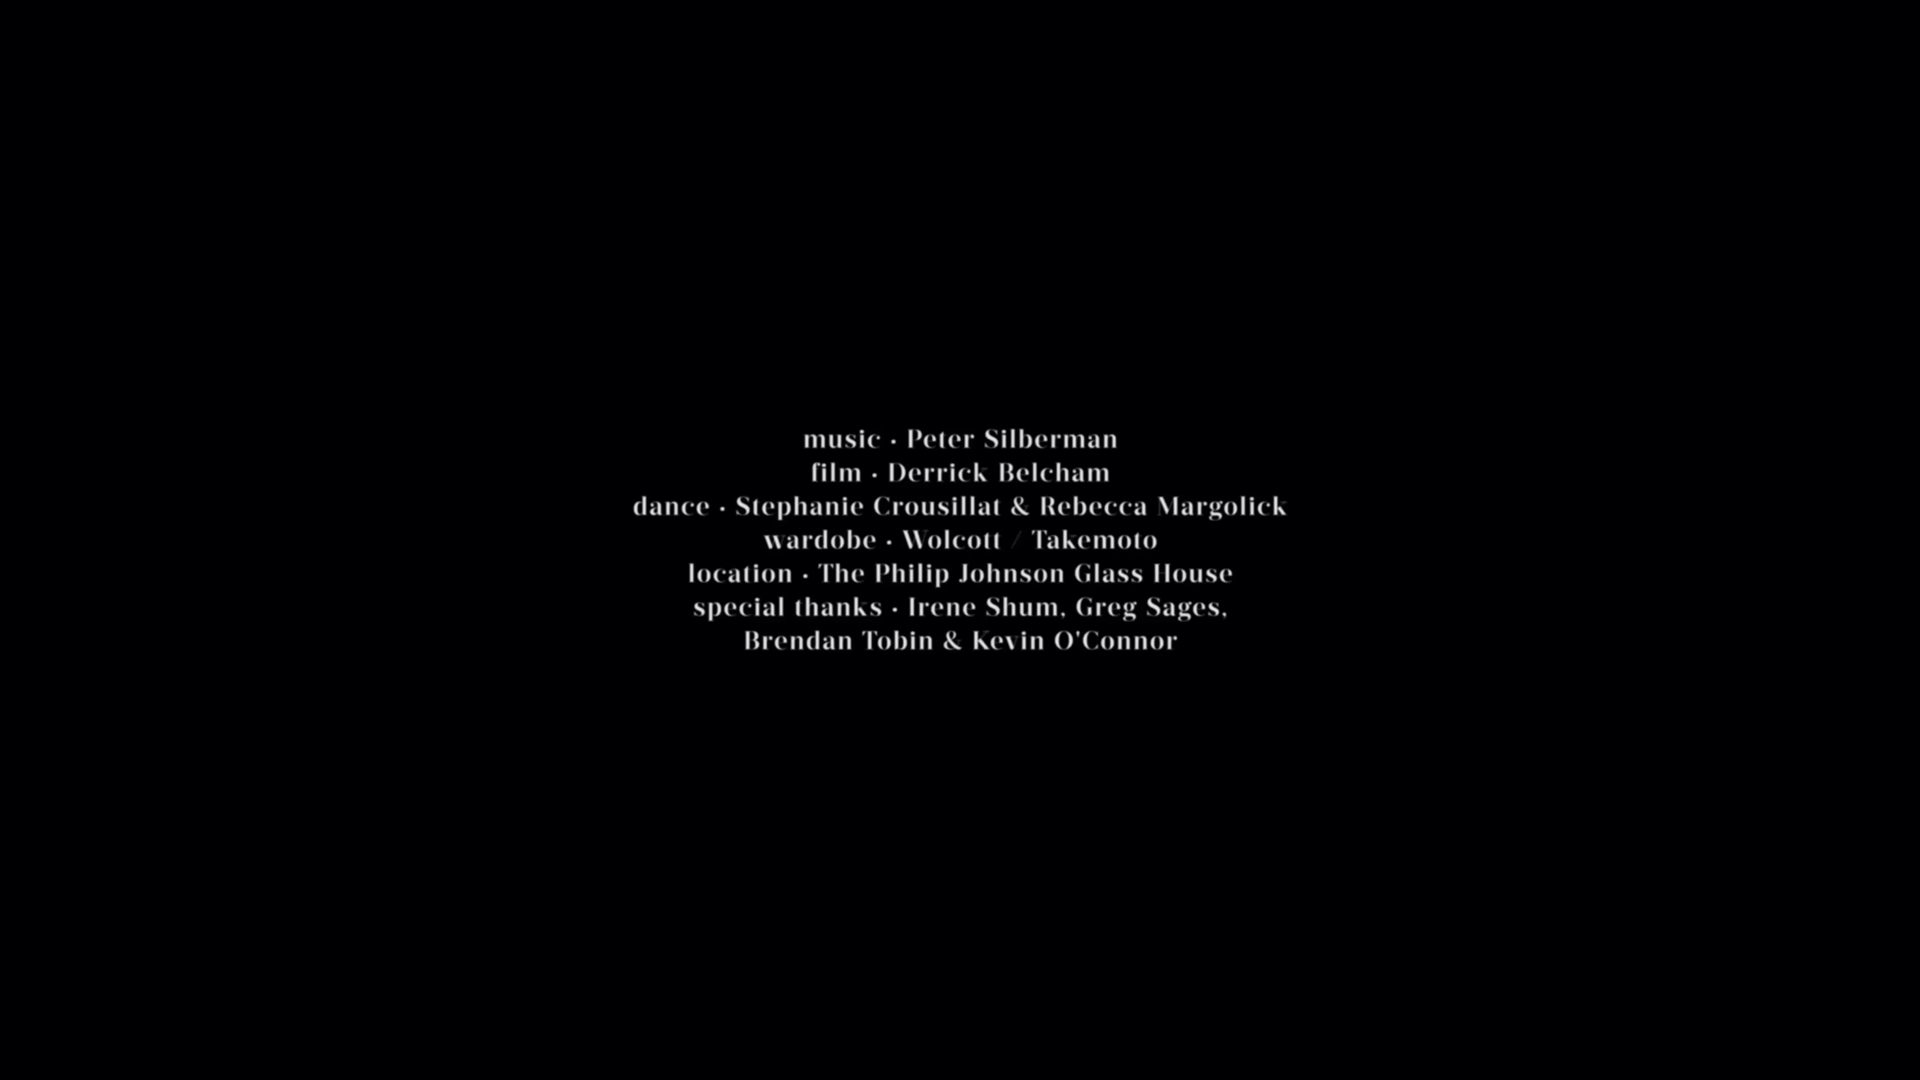 music • Peter Silberman
film • Derrick Belcham
dance • Stephanie Crousillat & Rebecca Margolick
wardobe • Wolcott / Takemoto
location • The Philip Johnson Glass House
special thanks • Irene Shum, Greg Sages,
Brendan Tobin & Kevin O'Connor